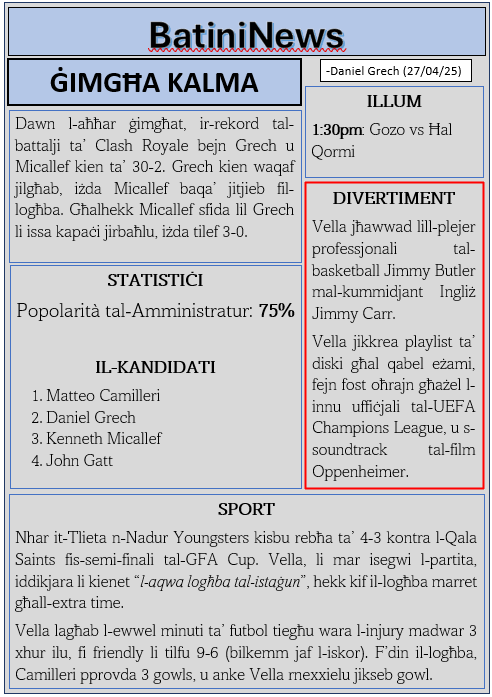 BatiniNews
ĠIMGĦA KALMA
-Daniel Grech (27/04/25)
Dawn l-aħħar ġimgħat, ir-rekord tal-
battalji ta’ Clash Royale bejn Grech u
Micallef kien ta’ 30-2. Grech kien waqaf
jilgħab, iżda Micallef baqa’ jitjieb fil-
logħba. Għalhekk Micallef sfida lil Grech
li issa kapaċi jirbaħlu, iżda tilef 3-0.
ILLUM
1:30pm: Gozo vs Ħal
Qormi
STATISTIĊI
Popolarità tal-Amministratur: 75%
IL-KANDIDATI
1. Matteo Camilleri
2. Daniel Grech
3. Kenneth Micallef
4. John Gatt
DIVERTIMENT
Vella jħawwad lill-plejer
professjonali tal-
basketball Jimmy Butler
mal-kummidjant Ingliż
Jimmy Carr.
Vella jikkrea playlist ta’
diski għal qabel eżami,
fejn fost oħrajn għażel l-
innu uffiċjali tal-UEFA
Champions League, u s-
soundtrack tal-film
Oppenheimer.
SPORT
Nhar it-Tlieta n-Nadur Youngsters kisbu rebħa ta’ 4-3 kontra l-Qala
Saints fis-semi-finali tal-GFA Cup. Vella, li mar isegwi l-partita,
iddikjara li kienet “l-aqwa logħba tal-istaġun”, hekk kif il-logħba marret
għall-extra time.
Vella lagħab l-ewwel minuti ta’ futbol tiegħu wara l-injury madwar 3
xhur ilu, fi friendly li tilfu 9-6 (bilkemm jaf l-iskor). F’din il-logħba,
Camilleri pprovda 3 gowls, u anke Vella mexxielu jikseb gowl.